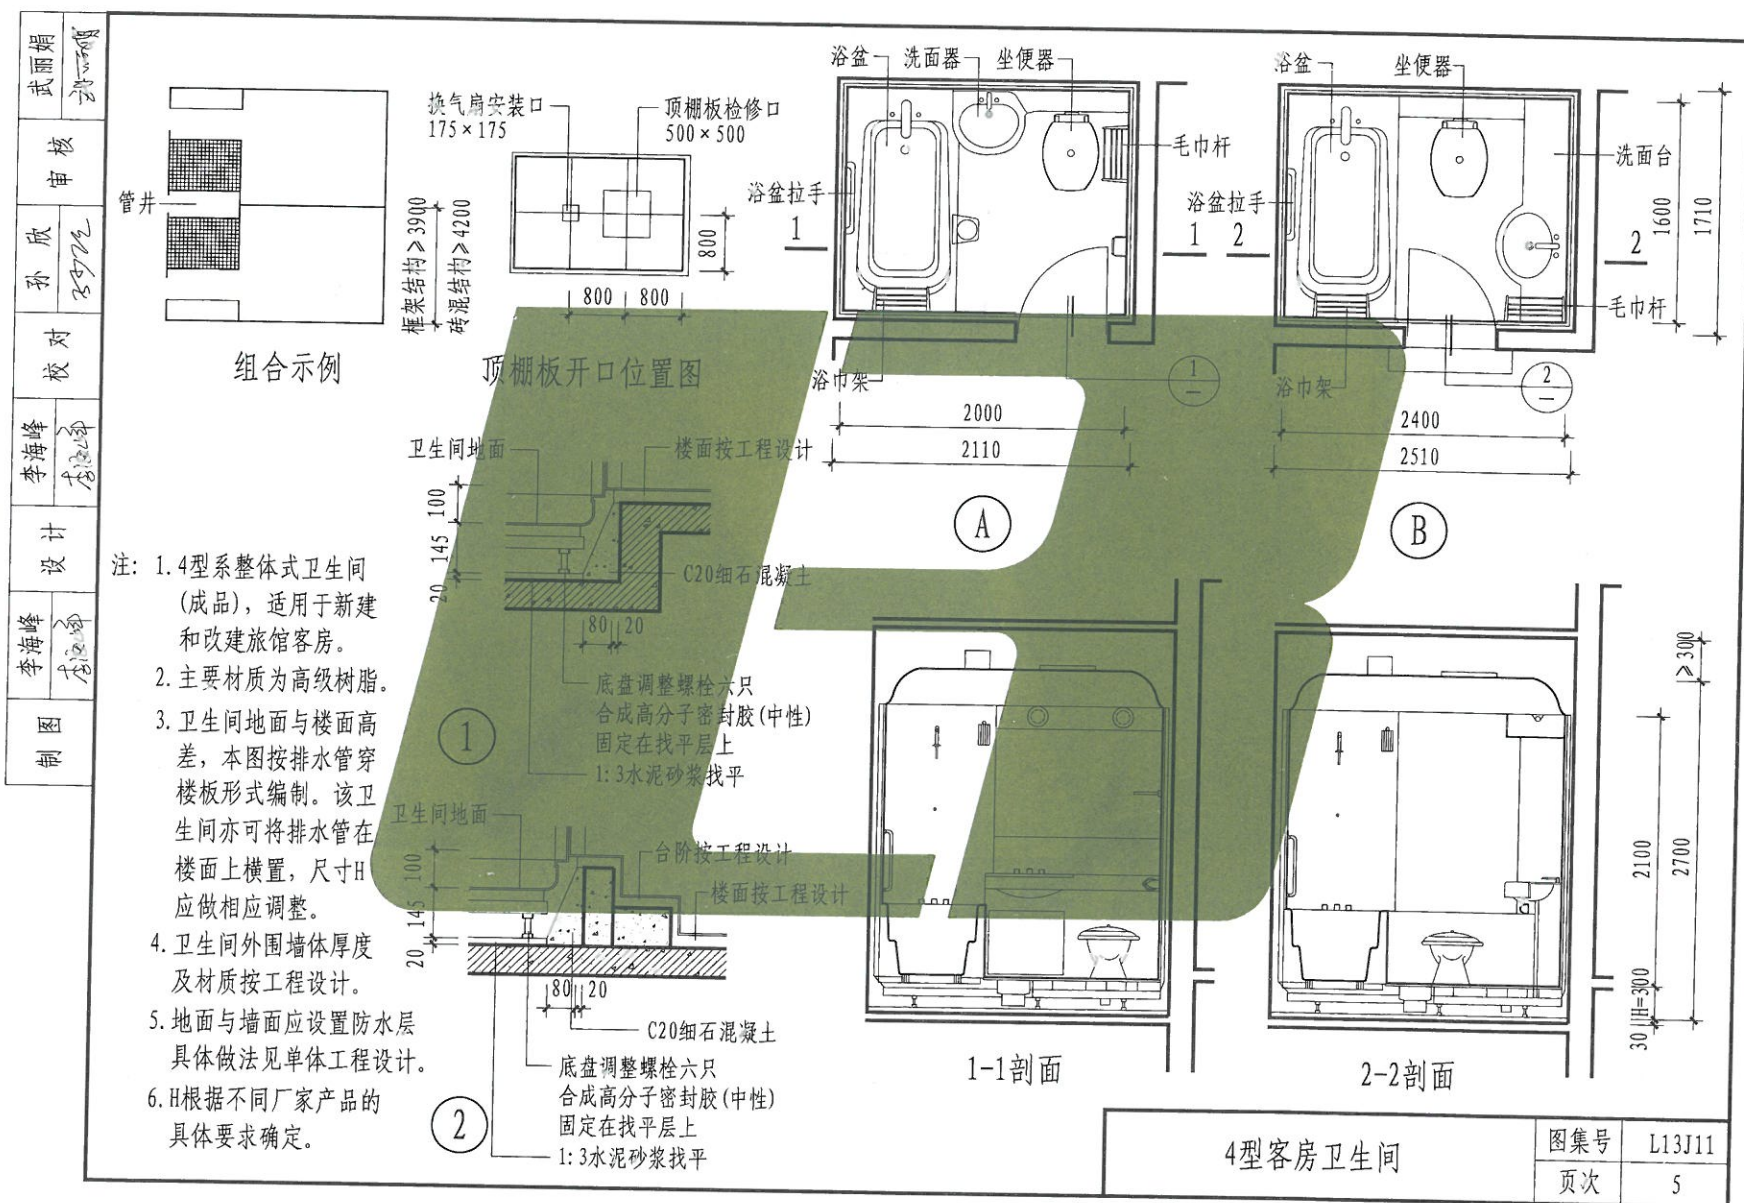 武丽娟
审核
孙欣
校对
李海峰
设计
李海峰
制图
管井
组合示例
换气扇安装口
175×175
顶棚板检修口
500×500
框架结构≥3900
砖混结构≥4200
800
800
800
顶棚板开口位置图
浴盆
洗面器
坐便器
毛巾杆
浴盆拉手
1
1
浴巾架
1
2000
2110
A
浴盆
坐便器
洗面台
浴盆拉手
2
2
毛巾杆
浴巾架
2
1600
1710
2400
2510
B
卫生间地面
楼面按工程设计
100
145
20
C20细石混凝土
80
20
底盘调整螺栓六只
合成高分子密封胶(中性)
固定在找平层上
1:3水泥砂浆找平
1
卫生间地面
台阶按工程设计
楼面按工程设计
100
145
20
80
20
C20细石混凝土
底盘调整螺栓六只
合成高分子密封胶(中性)
固定在找平层上
1:3水泥砂浆找平
2
注: 1. 4型系整体式卫生间
(成品), 适用于新建
和改建旅馆客房。
2. 主要材质为高级树脂。
3. 卫生间地面与楼面高
差, 本图按排水管穿
楼板形式编制。该卫
生间亦可将排水管在
楼面上横置, 尺寸H
应做相应调整。
4. 卫生间外围墙体厚度
及材质按工程设计。
5. 地面与墙面应设置防水层
具体做法见单体工程设计。
6. H根据不同厂家产品的
具体要求确定。
1-1剖面
2-2剖面
≥300
2100
2700
H=300
30
4型客房卫生间
图集号
L13J11
页次
5